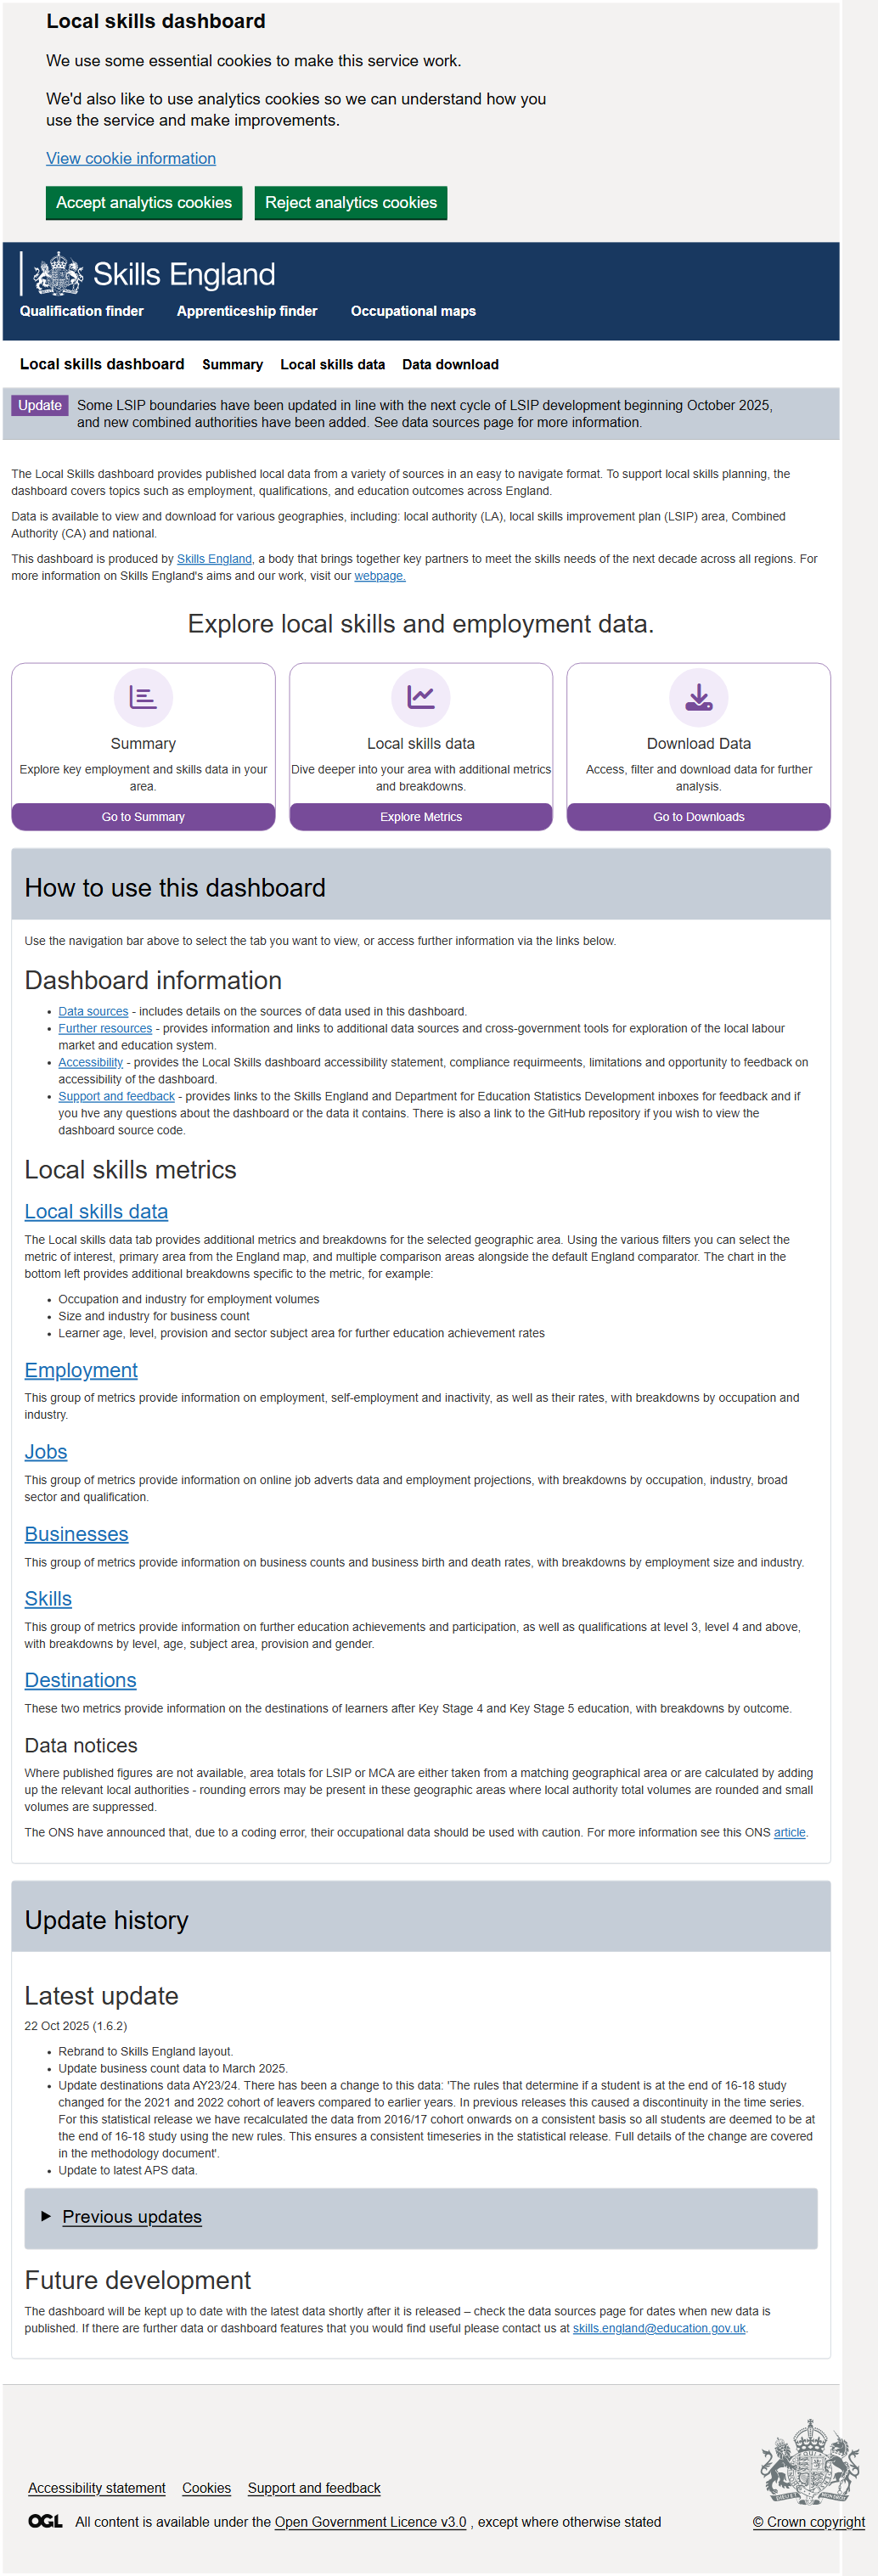 Local skills dashboard
We use some essential cookies to make this service work.
We'd also like to use analytics cookies so we can understand how you
use the service and make improvements.
View cookie information
Accept analytics cookies Reject analytics cookies
Skills England
Qualification finder Apprenticeship finder Occupational maps
Local skills dashboard Summary Local skills data Data download
Update Some LSIP boundaries have been updated in line with the next cycle of LSIP development beginning October 2025,
and new combined authorities have been added. See data sources page for more information.
The Local Skills dashboard provides published local data from a variety of sources in an easy to navigate format. To support local skills planning, the
dashboard covers topics such as employment, qualifications, and education outcomes across England.
Data is available to view and download for various geographies, including: local authority (LA), local skills improvement plan (LSIP) area, Combined
Authority (CA) and national.
This dashboard is produced by Skills England, a body that brings together key partners to meet the skills needs of the next decade across all regions. For
more information on Skills England's aims and our work, visit our webpage.
Explore local skills and employment data.
Summary
Explore key employment and skills data in your
area.
Go to Summary
Local skills data
Dive deeper into your area with additional metrics
and breakdowns.
Explore Metrics
Download Data
Access, filter and download data for further
analysis.
Go to Downloads
How to use this dashboard
Use the navigation bar above to select the tab you want to view, or access further information via the links below.
Dashboard information
• Data sources - includes details on the sources of data used in this dashboard.
• Further resources - provides information and links to additional data sources and cross-government tools for exploration of the local labour
market and education system.
• Accessibility - provides the Local Skills dashboard accessibility statement, compliance requirmeents, limitations and opportunity to feedback on
accessibility of the dashboard.
• Support and feedback - provides links to the Skills England and Department for Education Statistics Development inboxes for feedback and if
you hve any questions about the dashboard or the data it contains. There is also a link to the GitHub repository if you wish to view the
dashboard source code.
Local skills metrics
Local skills data
The Local skills data tab provides additional metrics and breakdowns for the selected geographic area. Using the various filters you can select the
metric of interest, primary area from the England map, and multiple comparison areas alongside the default England comparator. The chart in the
bottom left provides additional breakdowns specific to the metric, for example:
• Occupation and industry for employment volumes
• Size and industry for business count
• Learner age, level, provision and sector subject area for further education achievement rates
Employment
This group of metrics provide information on employment, self-employment and inactivity, as well as their rates, with breakdowns by occupation and
industry.
Jobs
This group of metrics provide information on online job adverts data and employment projections, with breakdowns by occupation, industry, broad
sector and qualification.
Businesses
This group of metrics provide information on business counts and business birth and death rates, with breakdowns by employment size and industry.
Skills
This group of metrics provide information on further education achievements and participation, as well as qualifications at level 3, level 4 and above,
with breakdowns by level, age, subject area, provision and gender.
Destinations
These two metrics provide information on the destinations of learners after Key Stage 4 and Key Stage 5 education, with breakdowns by outcome.
Data notices
Where published figures are not available, area totals for LSIP or MCA are either taken from a matching geographical area or are calculated by adding
up the relevant local authorities - rounding errors may be present in these geographic areas where local authority total volumes are rounded and small
volumes are suppressed.
The ONS have announced that, due to a coding error, their occupational data should be used with caution. For more information see this ONS article.
Update history
Latest update
22 Oct 2025 (1.6.2)
• Rebrand to Skills England layout.
• Update business count data to March 2025.
• Update destinations data AY23/24. There has been a change to this data: 'The rules that determine if a student is at the end of 16-18 study
changed for the 2021 and 2022 cohort of leavers compared to earlier years. In previous releases this caused a discontinuity in the time series.
For this statistical release we have recalculated the data from 2016/17 cohort onwards on a consistent basis so all students are deemed to be at
the end of 16-18 study using the new rules. This ensures a consistent timeseries in the statistical release. Full details of the change are covered
in the methodology document'.
• Update to latest APS data.
Previous updates
Future development
The dashboard will be kept up to date with the latest data shortly after it is released – check the data sources page for dates when new data is
published. If there are further data or dashboard features that you would find useful please contact us at skills.england@education.gov.uk.
Accessibility statement Cookies Support and feedback
OGL All content is available under the Open Government Licence v3.0 , except where otherwise stated
© Crown copyright